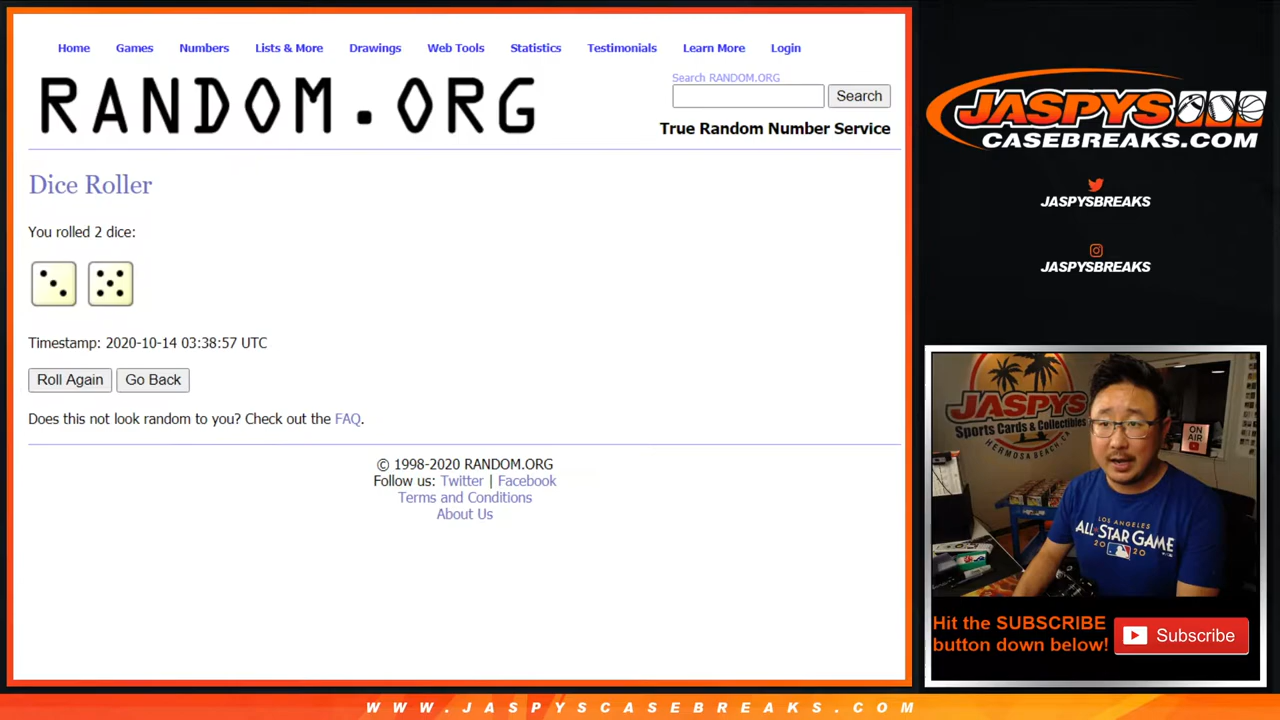 Home Games Numbers Lists & More Drawings Web Tools Statistics Testimonials Learn More Login
RANDOM.ORG
Search RANDOM.ORG
Search
True Random Number Service
Dice Roller
You rolled 2 dice:
Timestamp: 2020-10-14 03:38:57 UTC
Roll Again Go Back
Does this not look random to you? Check out the FAQ.
© 1998-2020 RANDOM.ORG
Follow us: Twitter | Facebook
Terms and Conditions
About Us
JASPYS
CASEBREAKS.COM
JASPYSBREAKS
JASPYSBREAKS
JASPYS
Sports Cards & Collectibles
HERMOSA BEACH, CA
ON AIR
LOS ANGELES
ALL STAR GAME
2020
Hit the SUBSCRIBE
button down below!
Subscribe
WWW.JASPYSCASEBREAKS.COM